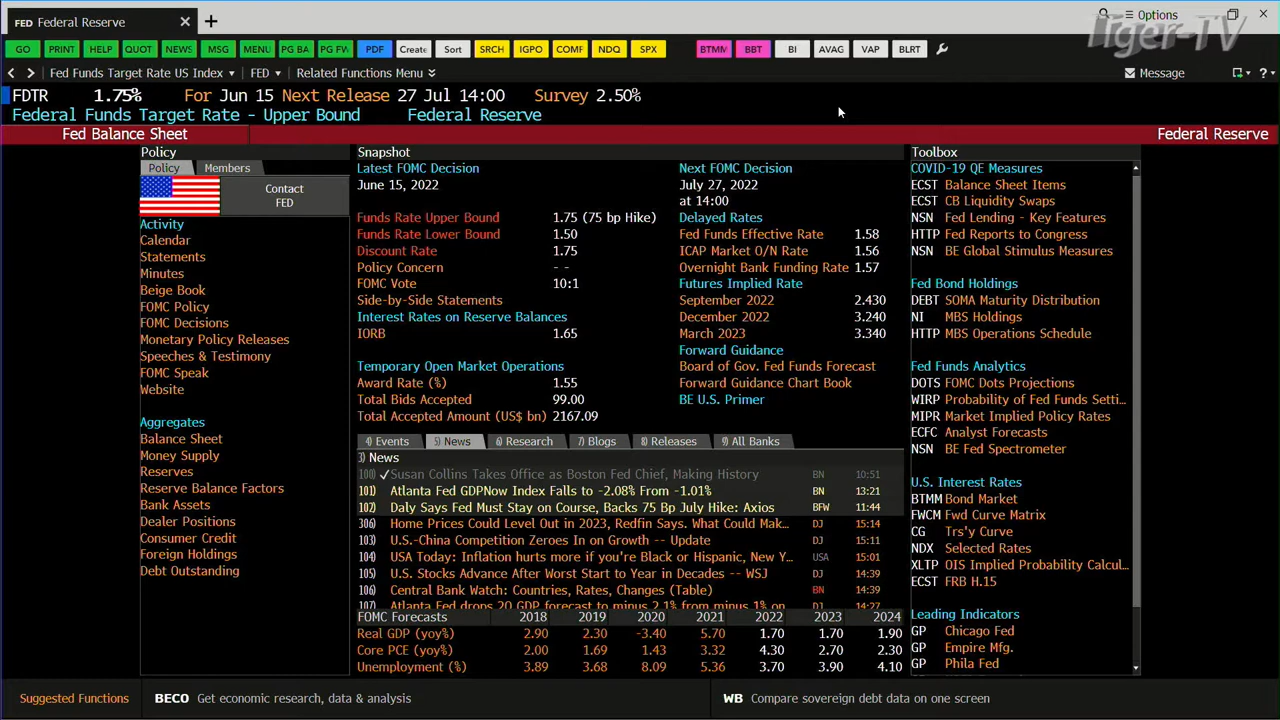 FED Federal Reserve
Options
Tiger-TV
GO PRINT HELP QUOT NEWS MSG MENU PG BA PG FW PDF Create Sort SRCH IGPO COMF NDQ SPX BTMM BBT BI AVAG VAP BLRT
Fed Funds Target Rate US Index FED Related Functions Menu Message ?
FDTR 1.75% For Jun 15 Next Release 27 Jul 14:00 Survey 2.50%
Federal Funds Target Rate - Upper Bound Federal Reserve
Fed Balance Sheet Federal Reserve
Policy
Policy Members
Contact
FED
Activity
Calendar
Statements
Minutes
Beige Book
FOMC Policy
FOMC Decisions
Monetary Policy Releases
Speeches & Testimony
FOMC Speak
Website
Aggregates
Balance Sheet
Money Supply
Reserves
Reserve Balance Factors
Bank Assets
Dealer Positions
Consumer Credit
Foreign Holdings
Debt Outstanding
Snapshot
Latest FOMC Decision
June 15, 2022
Funds Rate Upper Bound 1.75 (75 bp Hike)
Funds Rate Lower Bound 1.50
Discount Rate 1.75
Policy Concern - -
FOMC Vote 10:1
Side-by-Side Statements
Interest Rates on Reserve Balances
IORB 1.65
Temporary Open Market Operations
Award Rate (%) 1.55
Total Bids Accepted 99.00
Total Accepted Amount (US$ bn) 2167.09
Next FOMC Decision
July 27, 2022
at 14:00
Delayed Rates
Fed Funds Effective Rate 1.58
ICAP Market O/N Rate 1.56
Overnight Bank Funding Rate 1.57
Futures Implied Rate
September 2022 2.430
December 2022 3.240
March 2023 3.340
Forward Guidance
Board of Gov. Fed Funds Forecast
Forward Guidance Chart Book
BE U.S. Primer
4) Events 5) News 6) Research 7) Blogs 8) Releases 9) All Banks
3) News
100) Susan Collins Takes Office as Boston Fed Chief, Making History BN 10:51
101) Atlanta Fed GDPNow Index Falls to -2.08% From -1.01% BN 13:21
102) Daly Says Fed Must Stay on Course, Backs 75 Bp July Hike: Axios BFW 11:44
306) Home Prices Could Level Out in 2023, Redfin Says. What Could Mak... DJ 15:14
103) U.S.-China Competition Zeroes In on Growth -- Update DJ 15:11
104) USA Today: Inflation hurts more if you're Black or Hispanic, New Y... USA 15:01
105) U.S. Stocks Advance After Worst Start to Year in Decades -- WSJ DJ 14:39
106) Central Bank Watch: Countries, Rates, Changes (Table) BN 14:39
107) Atlanta Fed drops 2Q GDP forecast to minus 2.1% from minus 1% on DJ 14:27
FOMC Forecasts 2018 2019 2020 2021 2022 2023 2024
Real GDP (yoy%) 2.90 2.30 -3.40 5.70 1.70 1.70 1.90
Core PCE (yoy%) 2.00 1.69 1.43 3.32 4.30 2.70 2.30
Unemployment (%) 3.89 3.68 8.09 5.36 3.70 3.90 4.10
Toolbox
COVID-19 QE Measures
ECST Balance Sheet Items
ECST CB Liquidity Swaps
NSN Fed Lending - Key Features
HTTP Fed Reports to Congress
NSN BE Global Stimulus Measures
Fed Bond Holdings
DEBT SOMA Maturity Distribution
NI MBS Holdings
HTTP MBS Operations Schedule
Fed Funds Analytics
DOTS FOMC Dots Projections
WIRP Probability of Fed Funds Setti...
MIPR Market Implied Policy Rates
ECFC Analyst Forecasts
NSN BE Fed Spectrometer
U.S. Interest Rates
BTMM Bond Market
FWCM Fwd Curve Matrix
CG Trs'y Curve
NDX Selected Rates
XLTP OIS Implied Probability Calcul...
ECST FRB H.15
Leading Indicators
GP Chicago Fed
GP Empire Mfg.
GP Phila Fed
Suggested Functions BECO Get economic research, data & analysis WB Compare sovereign debt data on one screen